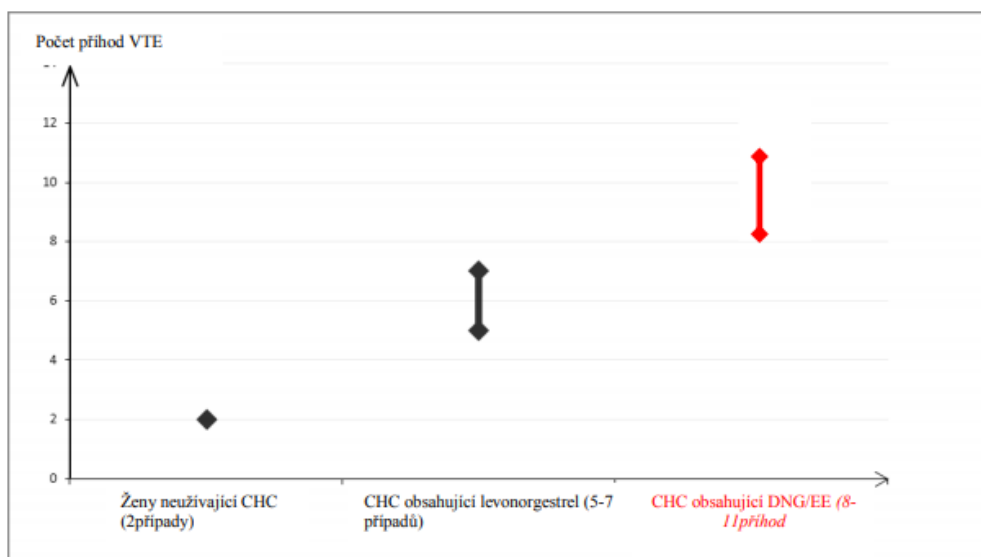 Počet příhod VTE
12
10
8
6
4
2
0
Ženy neužívající CHC
(2případy)
CHC obsahující levonorgestrel (5-7
případů)
CHC obsahující DNG/EE (8-
11příhod